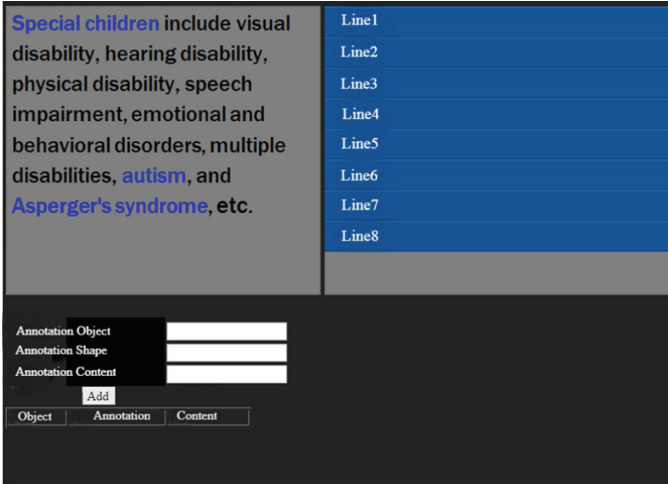 Special children include visual
disability, hearing disability,
physical disability, speech
impairment, emotional and
behavioral disorders, multiple
disabilities, autism, and
Asperger's syndrome, etc.
Line1
Line2
Line3
Line4
Line5
Line6
Line7
Line8
Annotation Object
Annotation Shape
Annotation Content
Add
Object Annotation Content